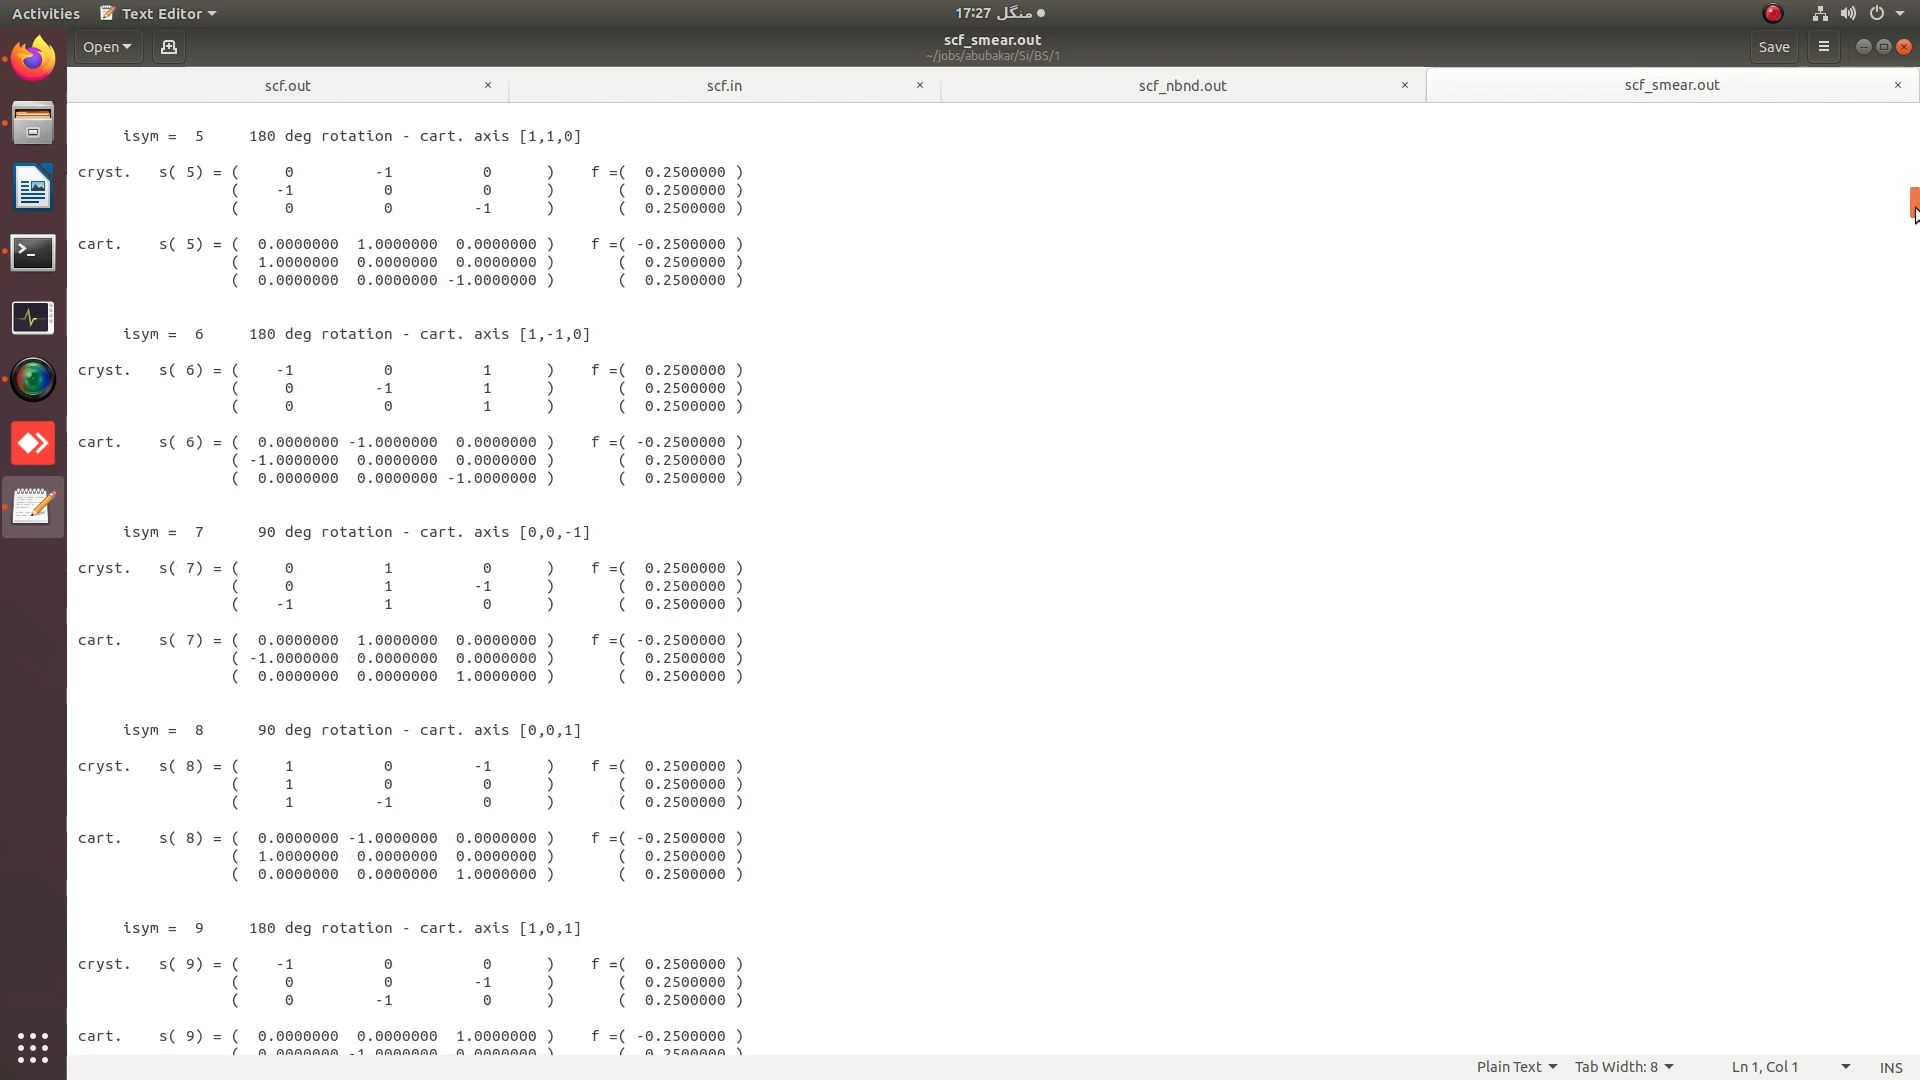 Activities Text Editor 17:27 منگل
Open scf_smear.out Save
~/jobs/abubakar/Si/BS/1
scf.out × scf.in × scf_nbnd.out × scf_smear.out ×
isym = 5 180 deg rotation - cart. axis [1,1,0]
cryst. s( 5) = ( 0 -1 0 ) f =( 0.2500000 )
( -1 0 0 ) ( 0.2500000 )
( 0 0 -1 ) ( 0.2500000 )
cart. s( 5) = ( 0.0000000 1.0000000 0.0000000 ) f =( -0.2500000 )
( 1.0000000 0.0000000 0.0000000 ) ( 0.2500000 )
( 0.0000000 0.0000000 -1.0000000 ) ( 0.2500000 )
isym = 6 180 deg rotation - cart. axis [1,-1,0]
cryst. s( 6) = ( -1 0 1 ) f =( 0.2500000 )
( 0 -1 1 ) ( 0.2500000 )
( 0 0 1 ) ( 0.2500000 )
cart. s( 6) = ( 0.0000000 -1.0000000 0.0000000 ) f =( -0.2500000 )
( -1.0000000 0.0000000 0.0000000 ) ( 0.2500000 )
( 0.0000000 0.0000000 -1.0000000 ) ( 0.2500000 )
isym = 7 90 deg rotation - cart. axis [0,0,-1]
cryst. s( 7) = ( 0 1 0 ) f =( 0.2500000 )
( 0 1 -1 ) ( 0.2500000 )
( -1 1 0 ) ( 0.2500000 )
cart. s( 7) = ( 0.0000000 1.0000000 0.0000000 ) f =( -0.2500000 )
( -1.0000000 0.0000000 0.0000000 ) ( 0.2500000 )
( 0.0000000 0.0000000 1.0000000 ) ( 0.2500000 )
isym = 8 90 deg rotation - cart. axis [0,0,1]
cryst. s( 8) = ( 1 0 -1 ) f =( 0.2500000 )
( 1 0 0 ) ( 0.2500000 )
( 1 -1 0 ) ( 0.2500000 )
cart. s( 8) = ( 0.0000000 -1.0000000 0.0000000 ) f =( -0.2500000 )
( 1.0000000 0.0000000 0.0000000 ) ( 0.2500000 )
( 0.0000000 0.0000000 1.0000000 ) ( 0.2500000 )
isym = 9 180 deg rotation - cart. axis [1,0,1]
cryst. s( 9) = ( -1 0 0 ) f =( 0.2500000 )
( 0 0 -1 ) ( 0.2500000 )
( 0 -1 0 ) ( 0.2500000 )
cart. s( 9) = ( 0.0000000 0.0000000 1.0000000 ) f =( -0.2500000 )
( 0.0000000 -1.0000000 0.0000000 ) ( 0.2500000 )
Plain Text Tab Width: 8 Ln 1, Col 1 INS